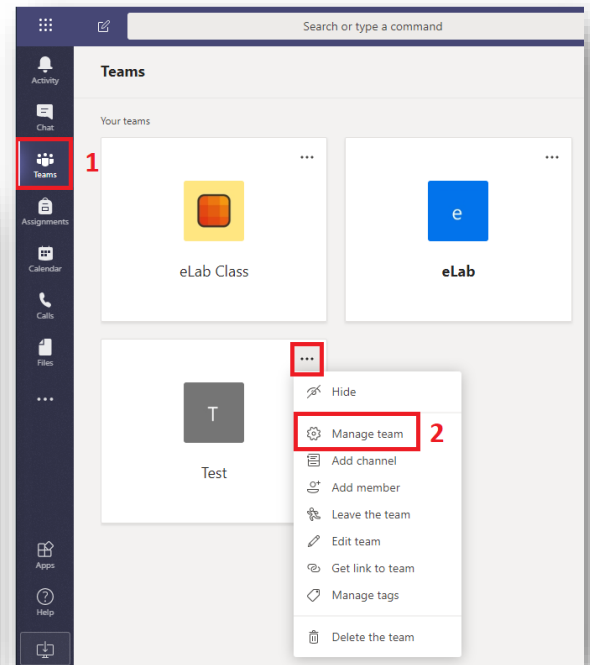 Search or type a command
Activity
Chat
Teams
Assignments
Calendar
Calls
Files
Apps
Help
Teams
Your teams
1
eLab Class
e
eLab
T
Test
Hide
Manage team
2
Add channel
Add member
Leave the team
Edit team
Get link to team
Manage tags
Delete the team